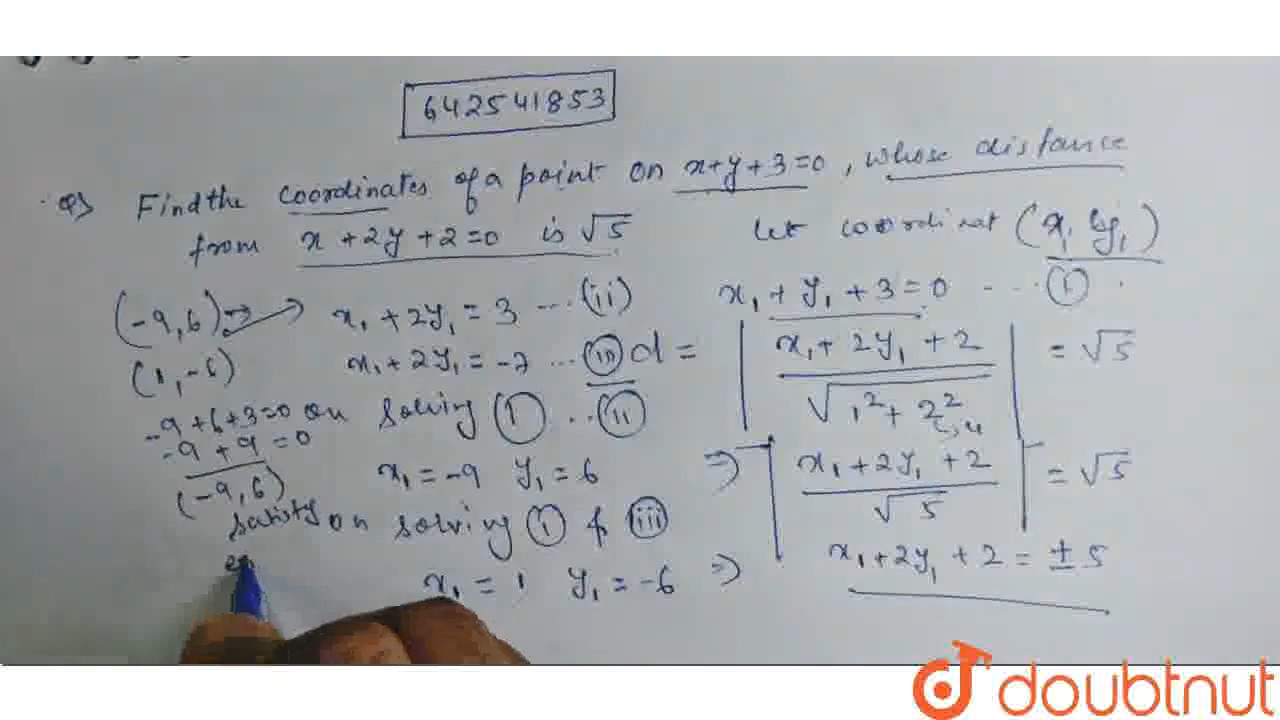 642541853
Q) Find the coordinates of a point on x+y+3=0, whose distance
from x+2y+2=0 is √5
let coordinat (x₁, y₁)
x₁ + y₁ + 3 = 0 --- (i)
d = | x₁+2y₁+2 / √1²+2² | = √5
⇒ | x₁+2y₁+2 / √5 | = √5
⇒ x₁+2y₁+2 = ±5
x₁ + 2y₁ = 3 ... (ii)
x₁ + 2y₁ = -7 ... (iii)
on solving (i) .. (ii)
x₁ = -9 y₁ = 6
on solving (i) & (iii)
x₁ = 1 y₁ = -6
(-9, 6) →
(1, -6)
-9+6+3=0
-9+9=0
(-9, 6)
satisfy
doubtnut